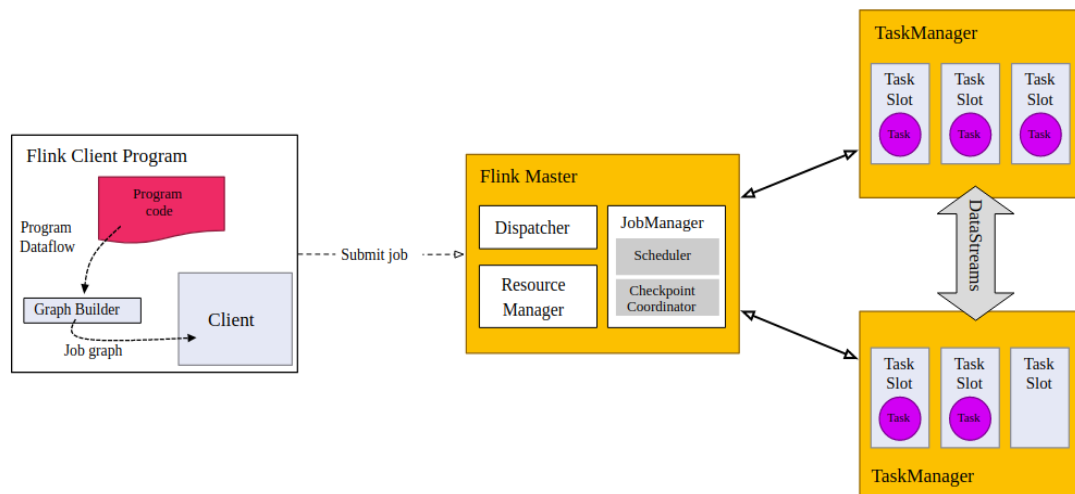 Flink Client Program
Program
code
Program
Dataflow
Graph Builder
Job graph
Client
Submit job
Flink Master
Dispatcher
Resource
Manager
JobManager
Scheduler
Checkpoint
Coordinator
TaskManager
Task
Slot
Task
Task
Slot
Task
Task
Slot
Task
DataStreams
Task
Slot
Task
Task
Slot
Task
Task
Slot
TaskManager